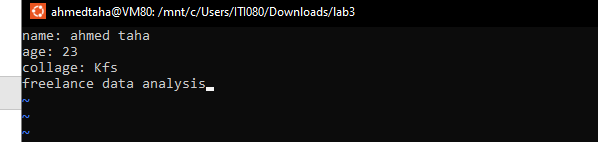 ahmedtaha@VM80: /mnt/c/Users/ITI080/Downloads/lab3
name: ahmed taha
age: 23
collage: Kfs
freelance data analysis
~
~
~